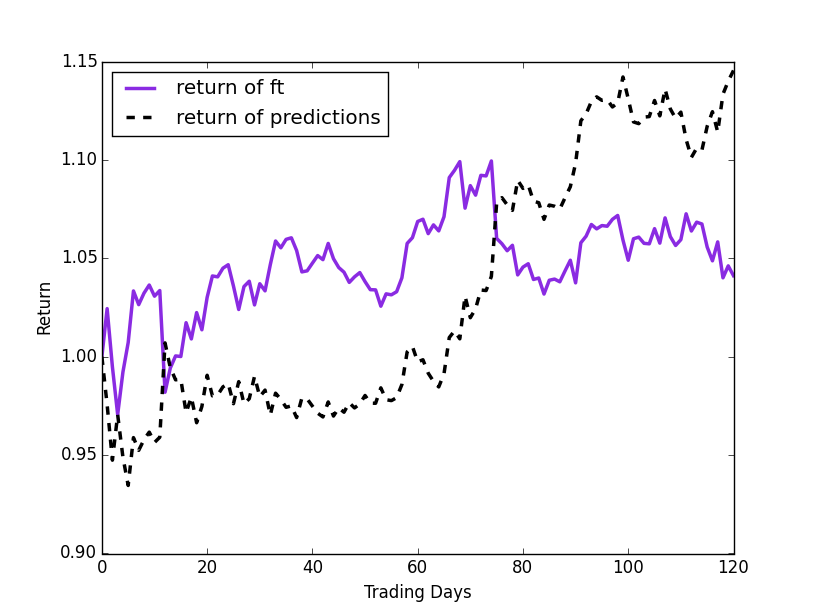 return of ft
return of predictions
1.15
1.10
1.05
1.00
0.95
0.90
Return
0 20 40 60 80 100 120
Trading Days